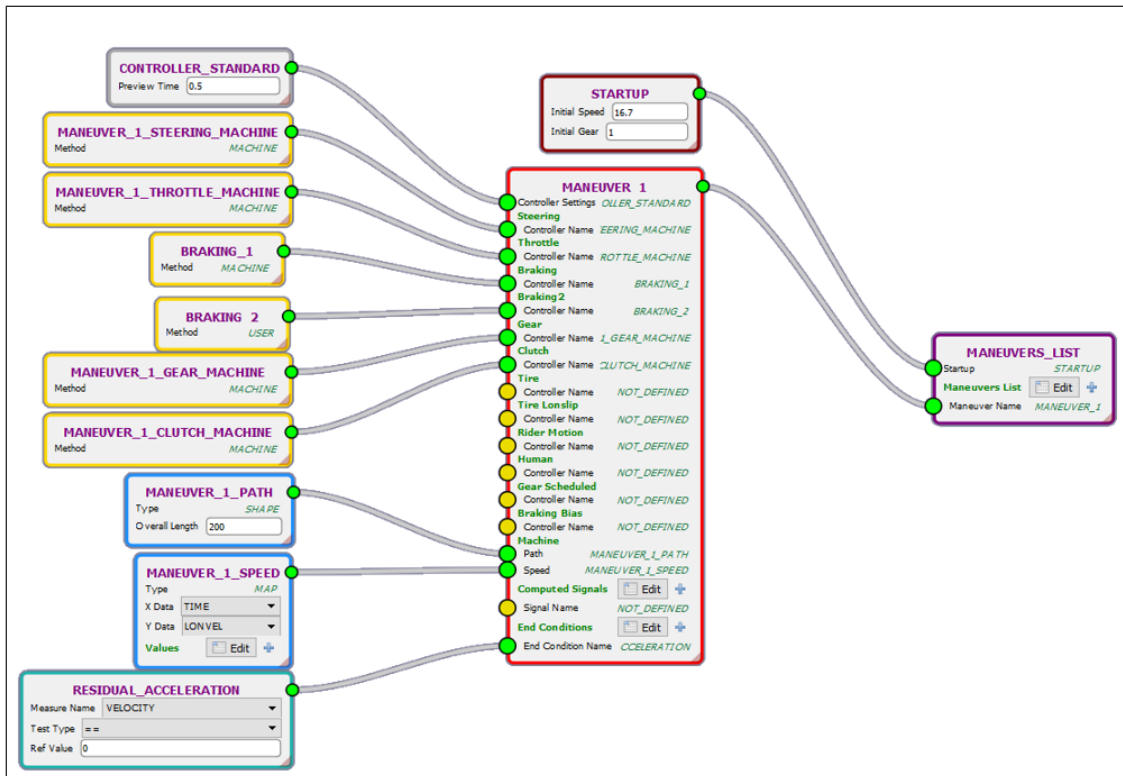 CONTROLLER_STANDARD
Preview Time 0.5
MANEUVER_1_STEERING_MACHINE
Method MACHINE
MANEUVER_1_THROTTLE_MACHINE
Method MACHINE
BRAKING_1
Method MACHINE
BRAKING_2
Method USER
MANEUVER_1_GEAR_MACHINE
Method MACHINE
MANEUVER_1_CLUTCH_MACHINE
Method MACHINE
MANEUVER_1_PATH
Type SHAPE
Overall Length 200
MANEUVER_1_SPEED
Type MAP
X Data TIME
Y Data LONVEL
Values Edit
RESIDUAL_ACCELERATION
Measure Name VELOCITY
Test Type ==
Ref Value 0
STARTUP
Initial Speed 16.7
Initial Gear 1
MANEUVER_1
Controller Settings OLLER_STANDARD
Steering
Controller Name EERING_MACHINE
Throttle
Controller Name ROTTLE_MACHINE
Braking
Controller Name BRAKING_1
Braking2
Controller Name BRAKING_2
Gear
Controller Name 1_GEAR_MACHINE
Clutch
Controller Name CLUTCH_MACHINE
Tire
Controller Name NOT_DEFINED
Tire Lonslip
Controller Name NOT_DEFINED
Rider Motion
Controller Name NOT_DEFINED
Human
Controller Name NOT_DEFINED
Gear Scheduled
Controller Name NOT_DEFINED
Braking Bias
Controller Name NOT_DEFINED
Machine
Path MANEUVER_1_PATH
Speed MANEUVER_1_SPEED
Computed Signals Edit
Signal Name NOT_DEFINED
End Conditions Edit
End Condition Name CCELERATION
MANEUVERS_LIST
Startup STARTUP
Maneuvers List Edit
Maneuver Name MANEUVER_1